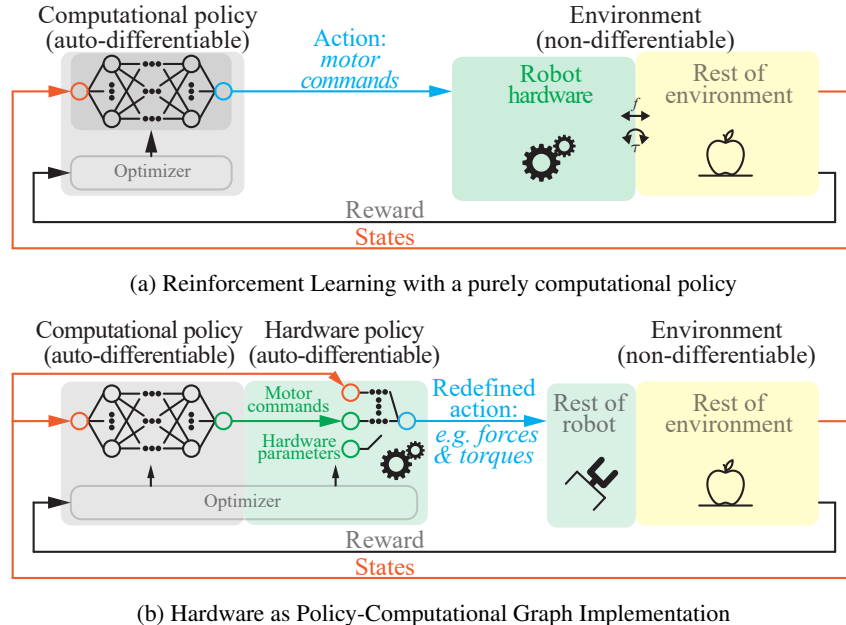 Computational policy
(auto-differentiable)
Environment
(non-differentiable)
Action:
motor
commands
Robot
hardware
Rest of
environment
f
τ
Optimizer
Reward
States
(a) Reinforcement Learning with a purely computational policy
Computational policy
(auto-differentiable)
Hardware policy
(auto-differentiable)
Environment
(non-differentiable)
Motor
commands
Hardware
parameters
Redefined
action:
e.g. forces
& torques
Rest of
robot
Rest of
environment
Optimizer
Reward
States
(b) Hardware as Policy-Computational Graph Implementation